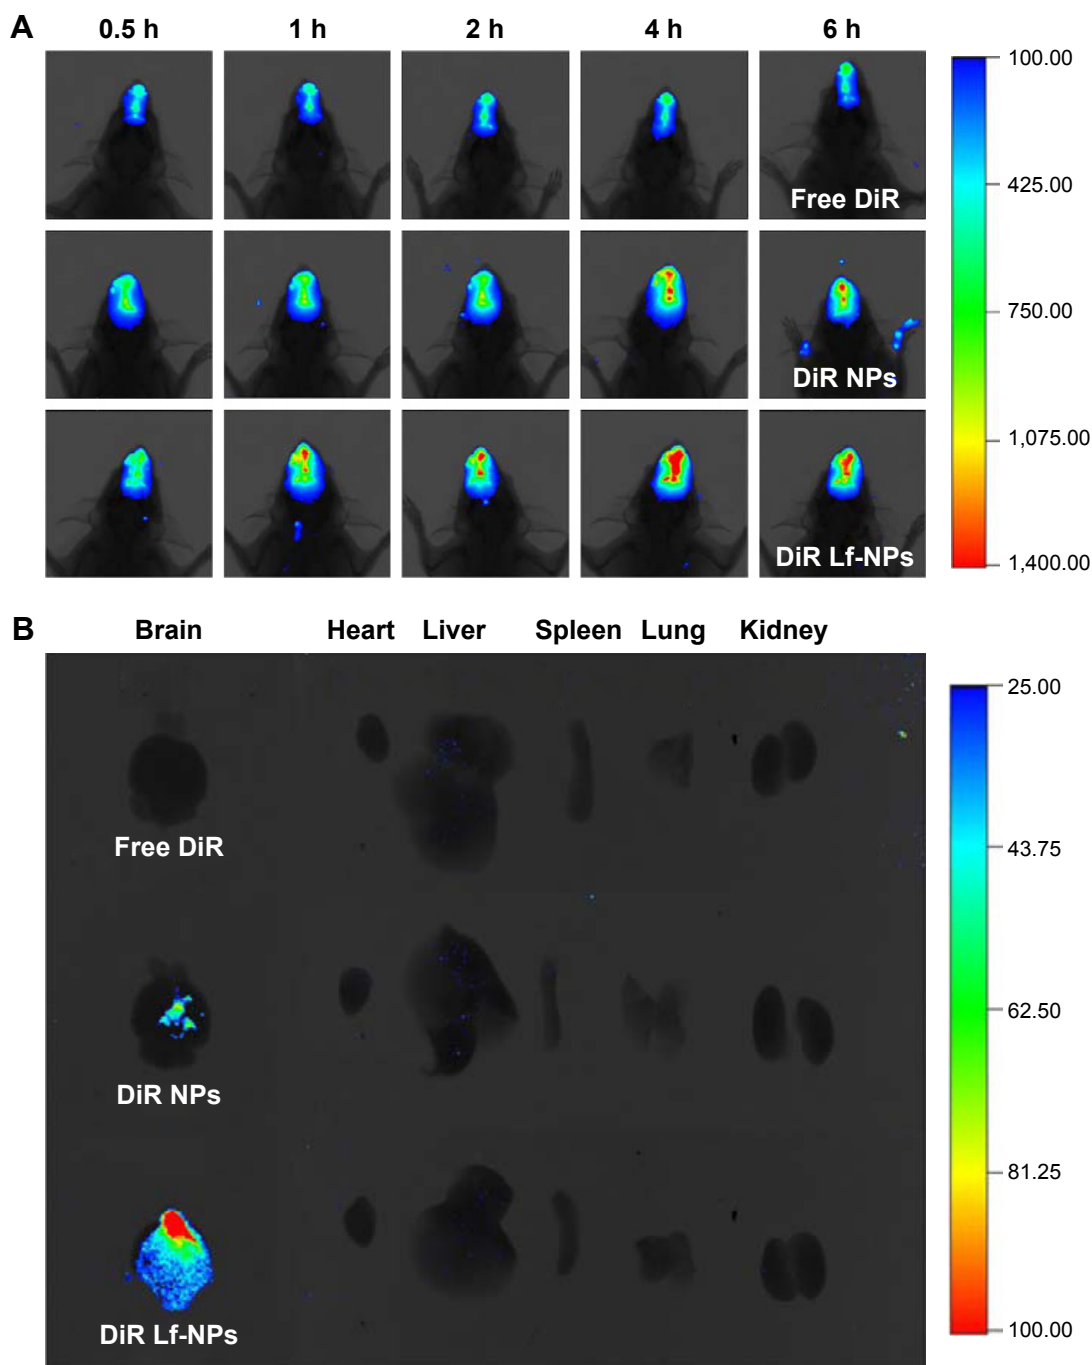 A
0.5 h 1 h 2 h 4 h 6 h
100.00
425.00
Free DiR
750.00
DiR NPs
1,075.00
DiR Lf-NPs
1,400.00
B
Brain Heart Liver Spleen Lung Kidney
25.00
Free DiR
43.75
62.50
DiR NPs
81.25
DiR Lf-NPs
100.00